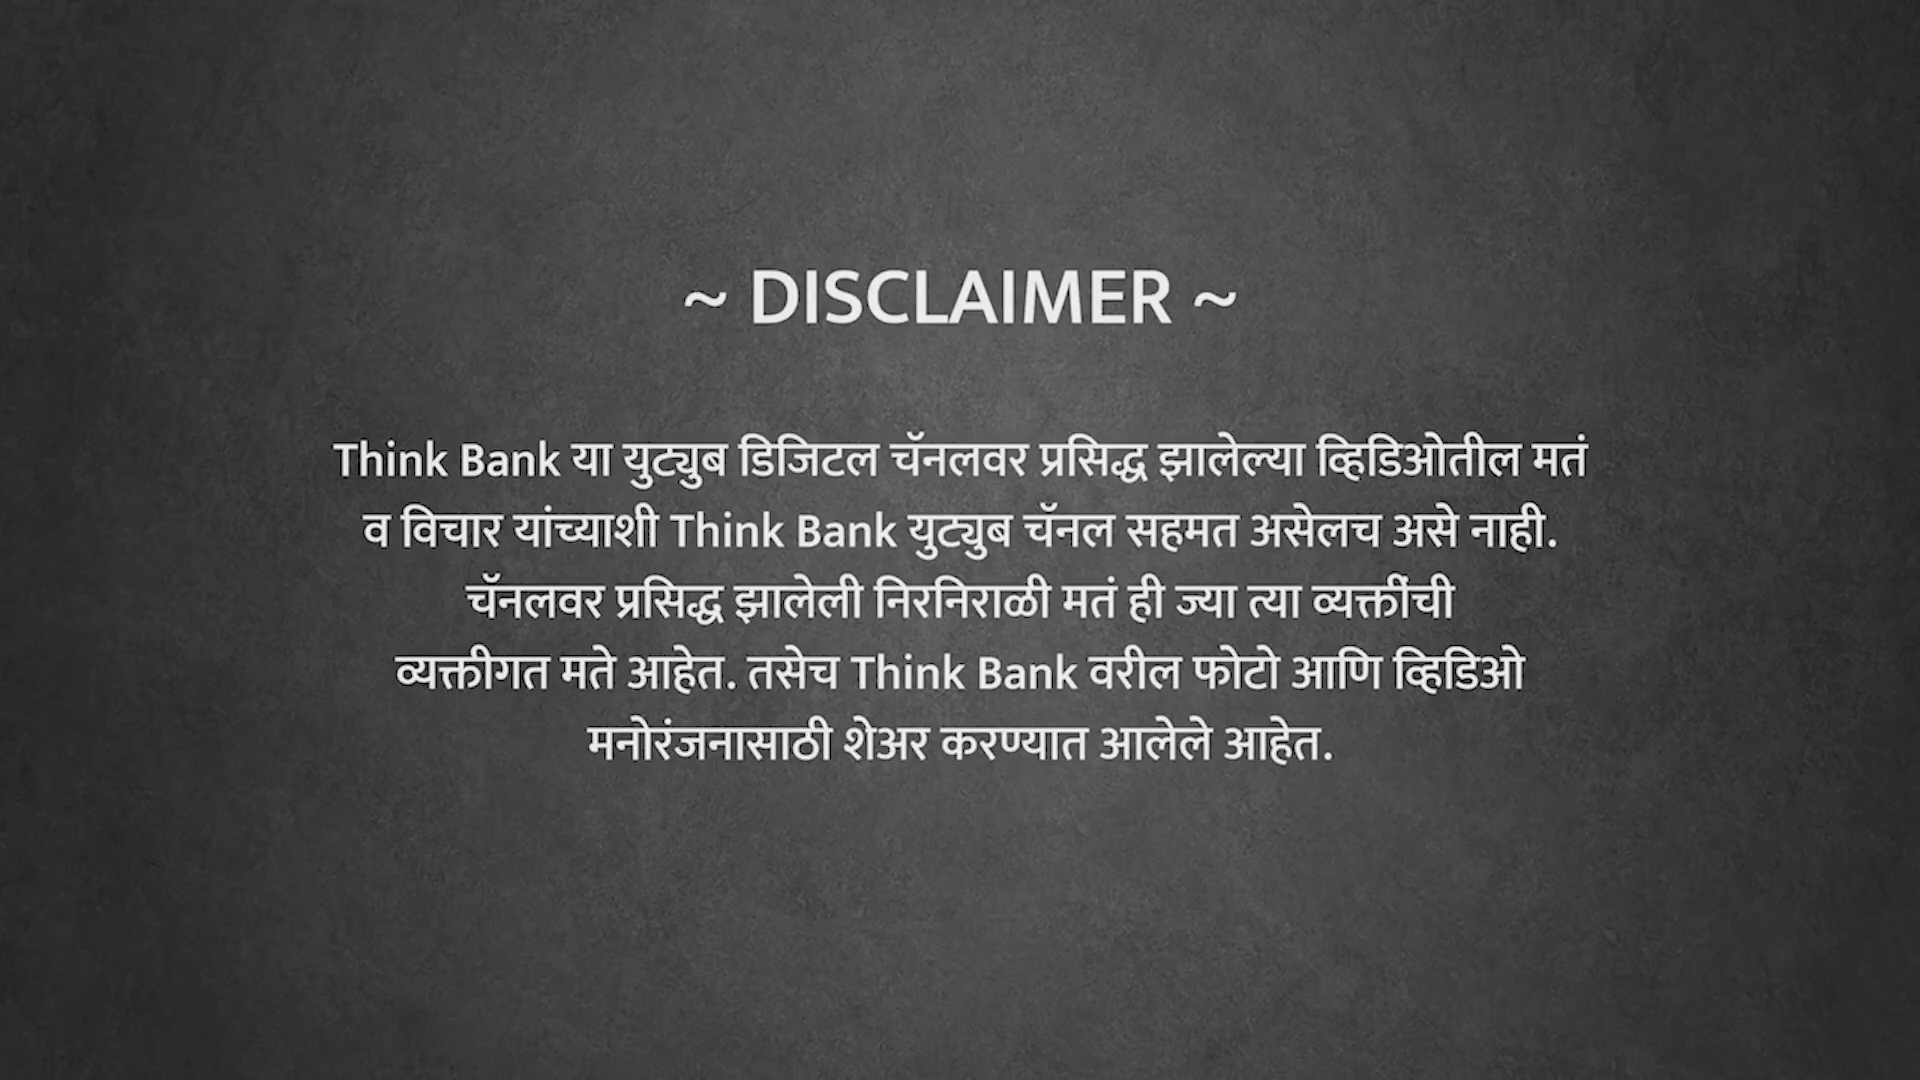 ~ DISCLAIMER ~
Think Bank या युट्युब डिजिटल चॅनलवर प्रसिद्ध झालेल्या व्हिडिओतील मतं
व विचार यांच्याशी Think Bank युट्युब चॅनल सहमत असेलच असे नाही.
चॅनलवर प्रसिद्ध झालेली निरनिराळी मतं ही ज्या त्या व्यक्तींची
व्यक्तीगत मते आहेत. तसेच Think Bank वरील फोटो आणि व्हिडिओ
मनोरंजनासाठी शेअर करण्यात आलेले आहेत.